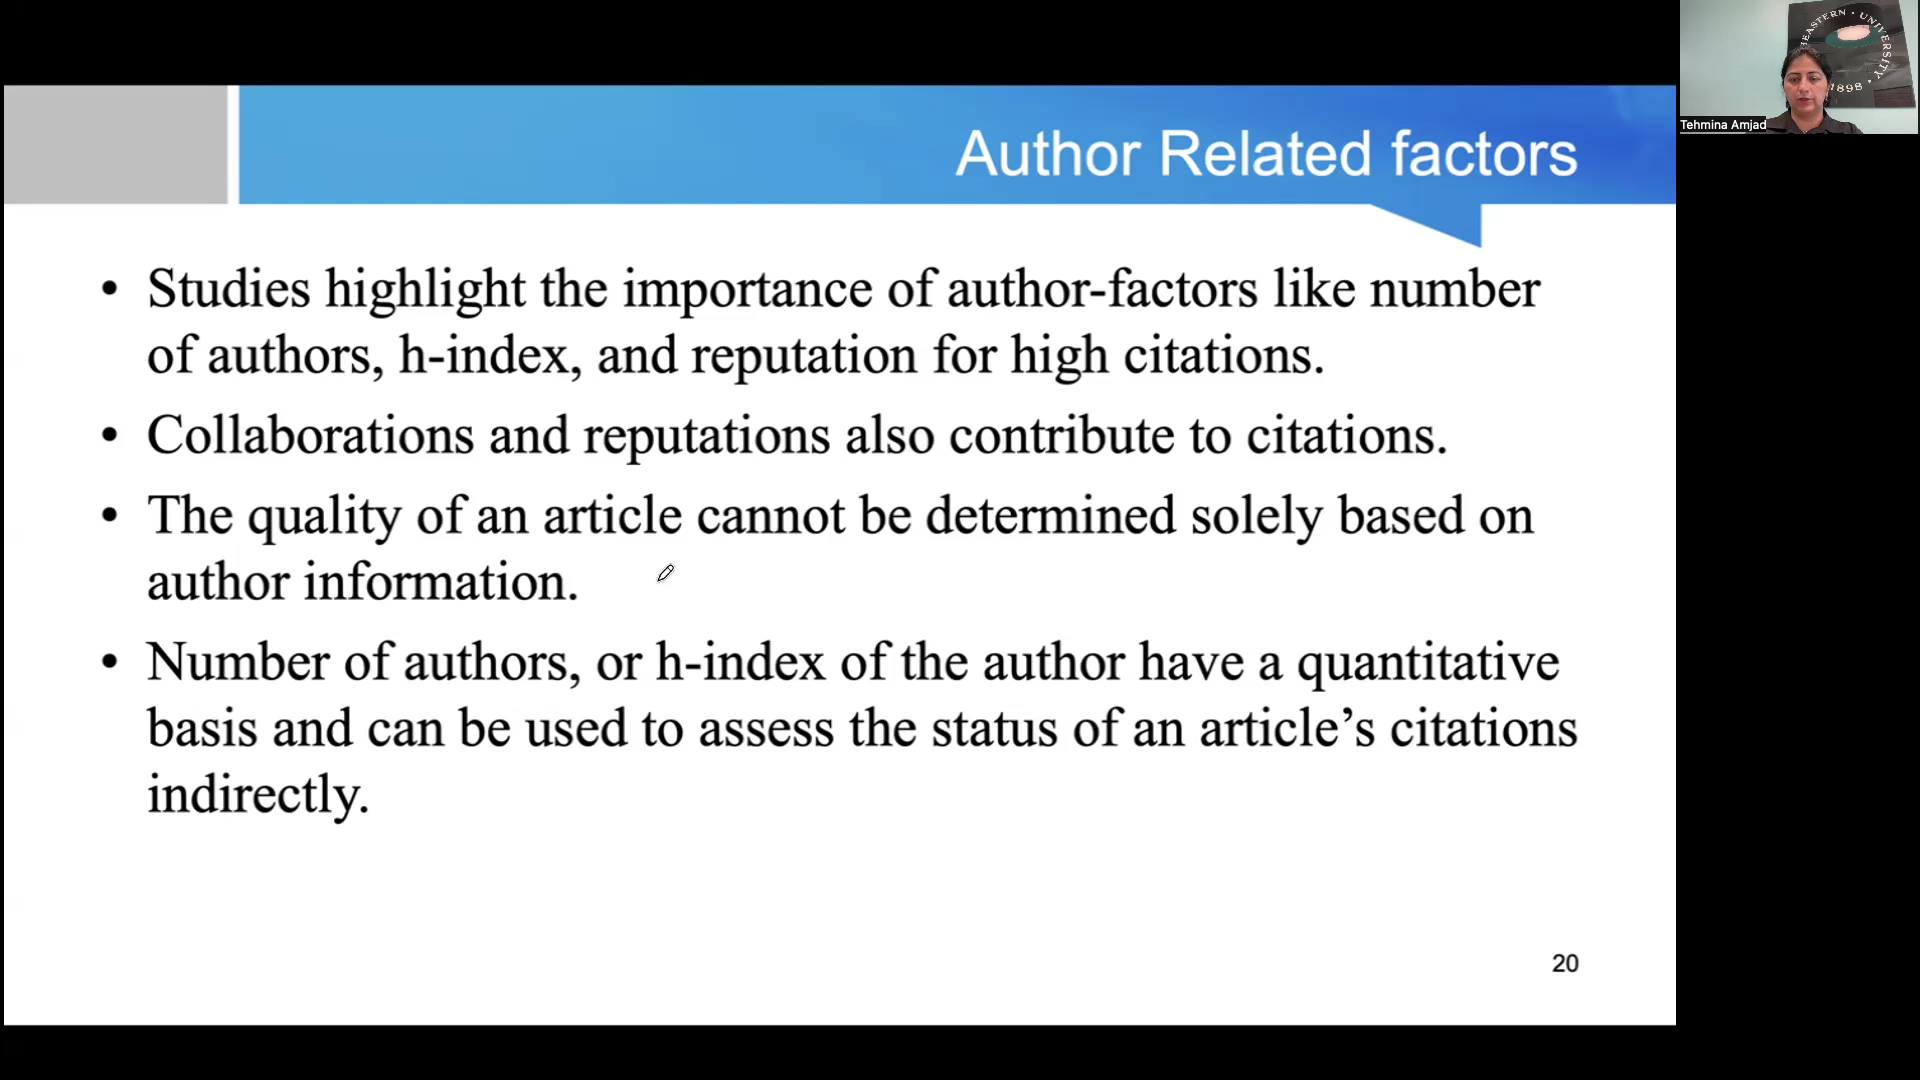 Author Related factors
• Studies highlight the importance of author-factors like number
of authors, h-index, and reputation for high citations.
• Collaborations and reputations also contribute to citations.
• The quality of an article cannot be determined solely based on
author information.
• Number of authors, or h-index of the author have a quantitative
basis and can be used to assess the status of an article’s citations
indirectly.
20
EASTERN • UNIVERSITY •
1898
Tehmina Amjad